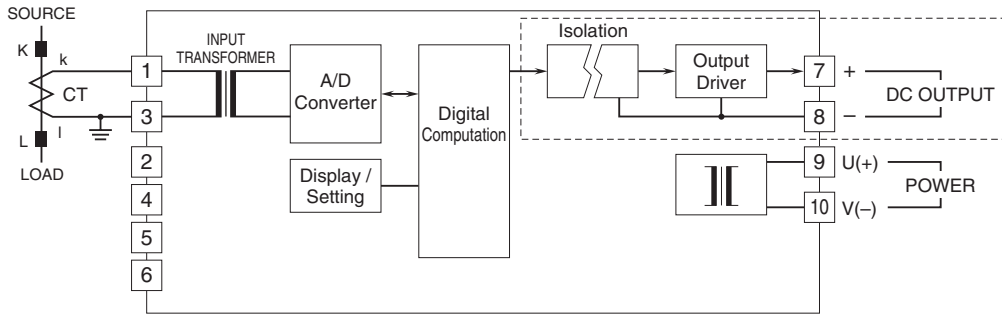 SOURCE
K
k
CT
L
l
LOAD
1
3
2
4
5
6
INPUT
TRANSFORMER
A/D
Converter
Display /
Setting
Digital
Computation
Isolation
Output
Driver
7
+
8
–
DC OUTPUT
9
U(+)
10
V(–)
POWER